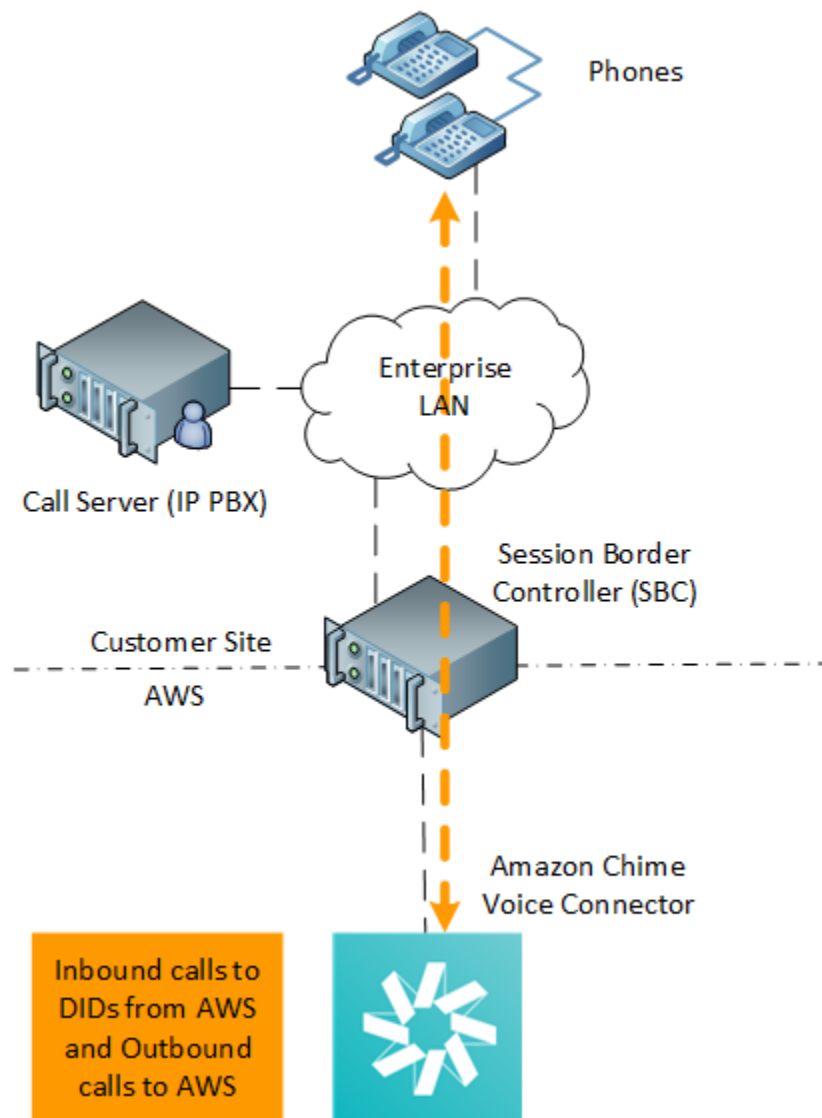 Phones
Enterprise
LAN
Call Server (IP PBX)
Session Border
Controller (SBC)
Customer Site
AWS
Amazon Chime
Voice Connector
Inbound calls to
DIDs from AWS
and Outbound
calls to AWS